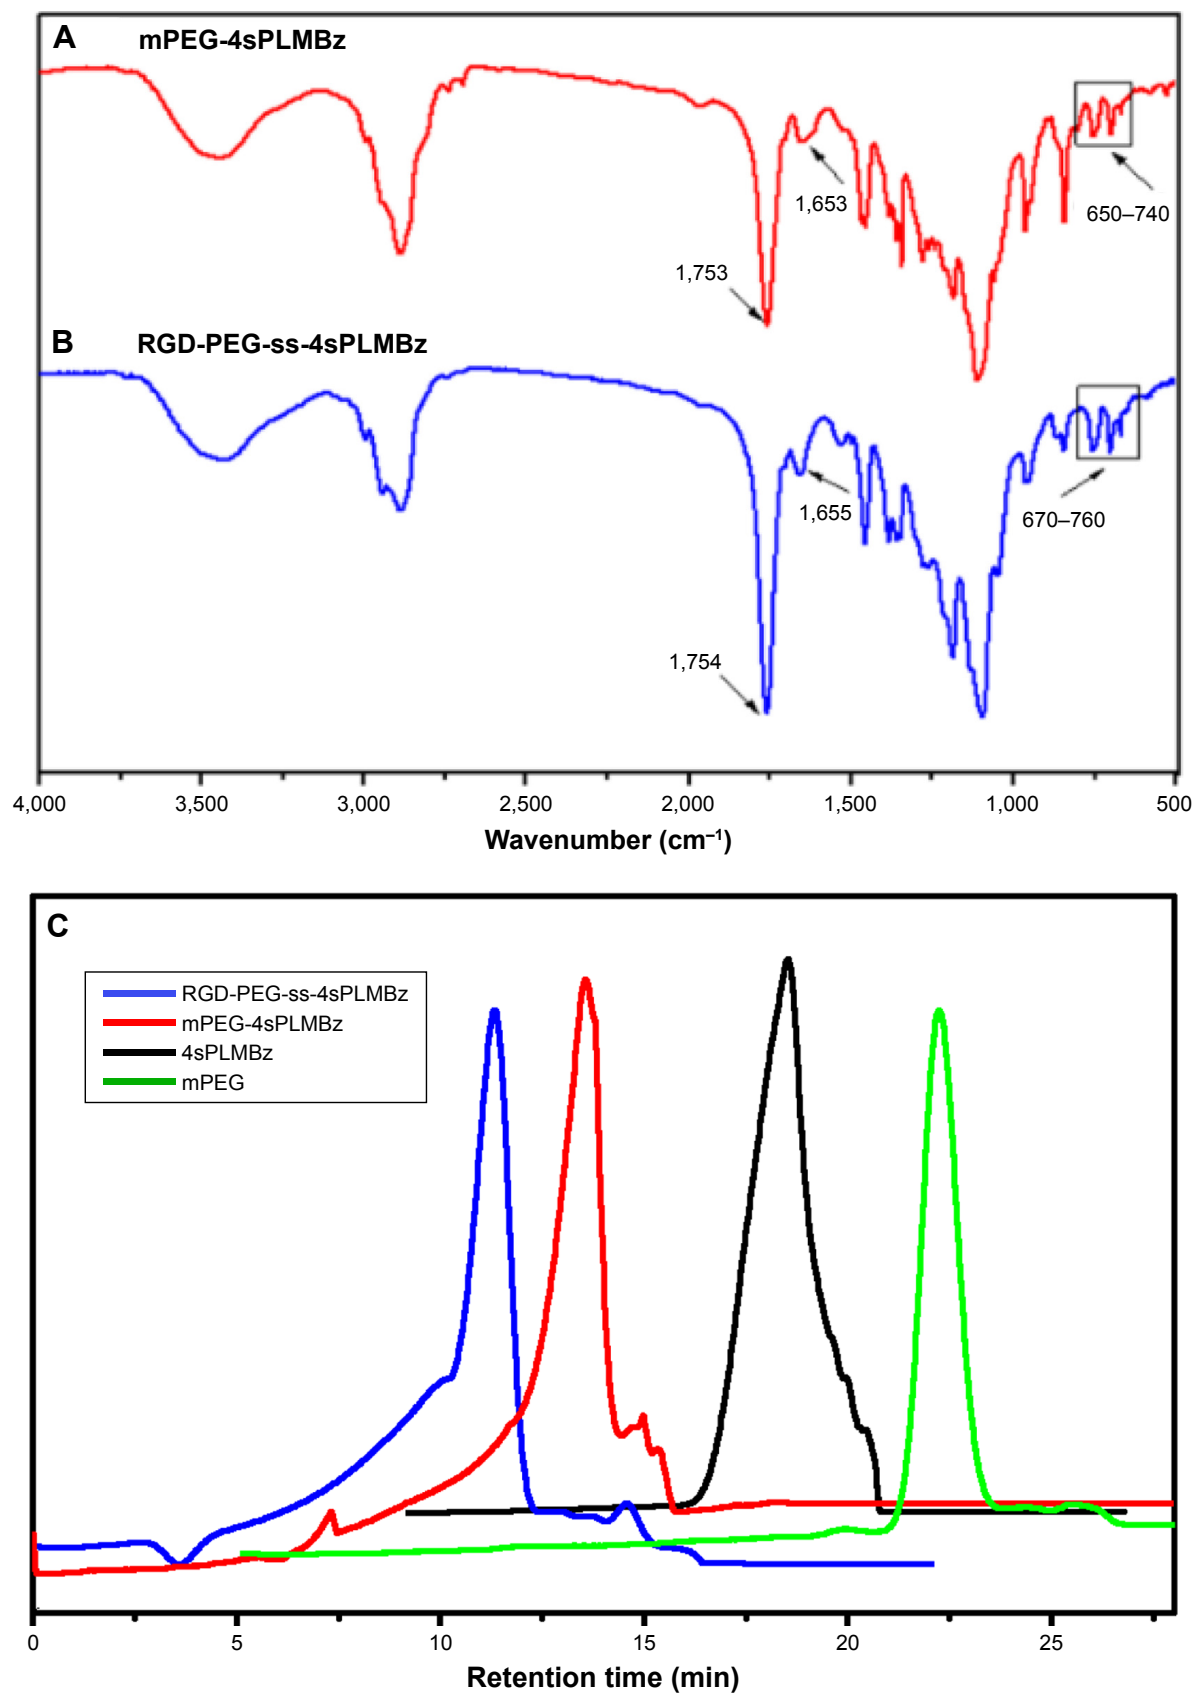 A mPEG-4sPLMBz
1,653
650–740
1,753
B RGD-PEG-ss-4sPLMBz
1,655
670–760
1,754
4,000 3,500 3,000 2,500 2,000 1,500 1,000 500
Wavenumber (cm⁻¹)
C
RGD-PEG-ss-4sPLMBz
mPEG-4sPLMBz
4sPLMBz
mPEG
0 5 10 15 20 25
Retention time (min)